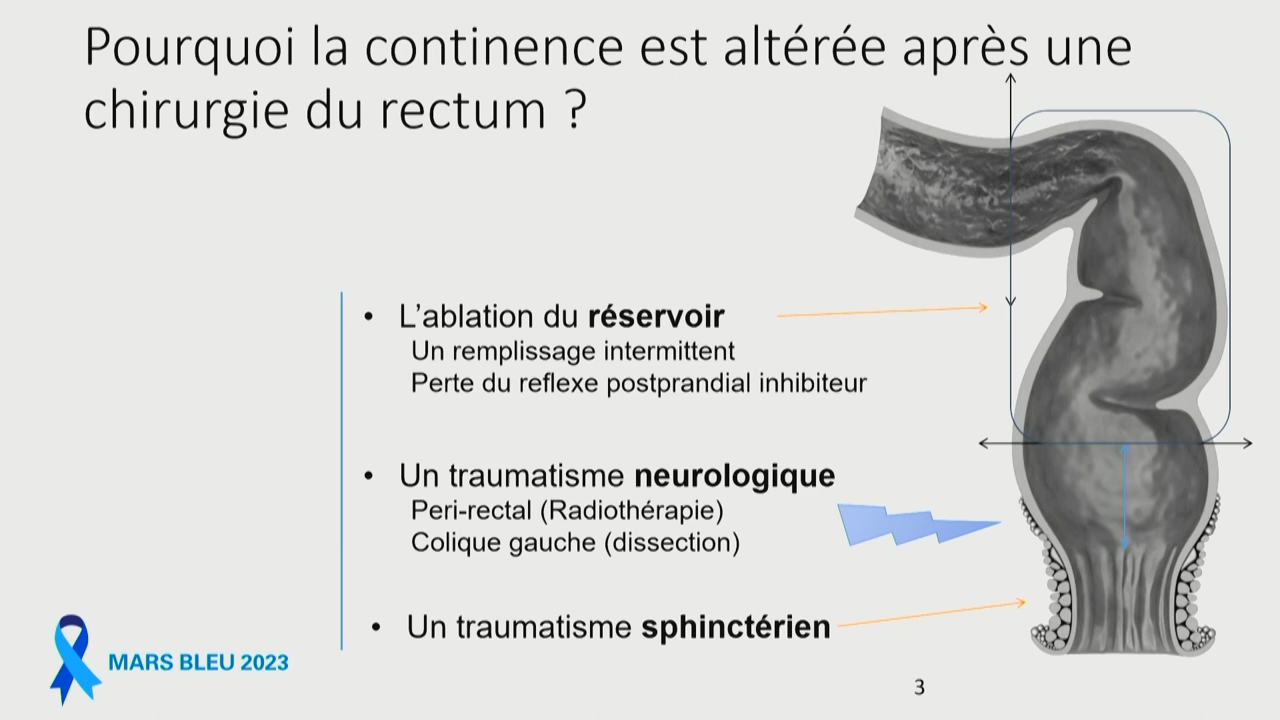 Pourquoi la continence est altérée après une
chirurgie du rectum ?
• L’ablation du réservoir
Un remplissage intermittent
Perte du reflexe postprandial inhibiteur
• Un traumatisme neurologique
Peri-rectal (Radiothérapie)
Colique gauche (dissection)
• Un traumatisme sphinctérien
MARS BLEU 2023
3